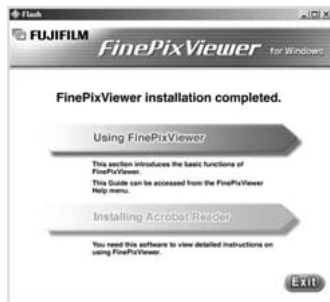 Flash
FUJIFILM
FinePixViewer for Windows
FinePixViewer installation completed.
Using FinePixViewer
This section introduces the basic functions of
FinePixViewer.
This Guide can be accessed from the FinePixViewer
Help menu.
Installing Acrobat Reader
You need this software to view detailed instructions on
using FinePixViewer.
Exit